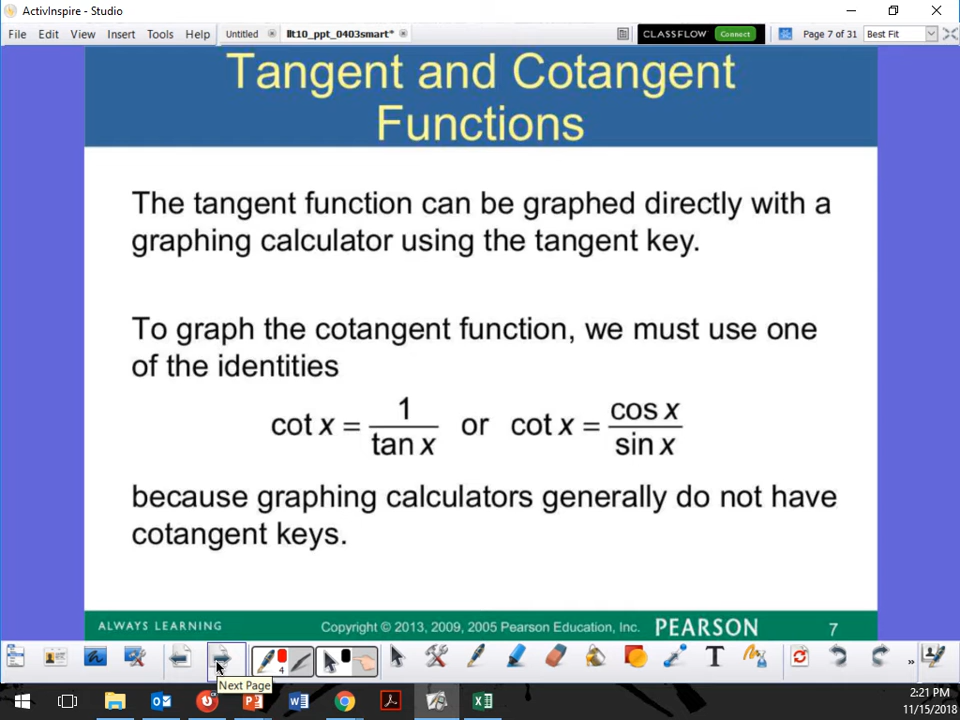 ActivInspire - Studio
File Edit View Insert Tools Help Untitled llt10_ppt_0403smart* CLASSFLOW Connect Page 7 of 31 Best Fit
Tangent and Cotangent
Functions
The tangent function can be graphed directly with a
graphing calculator using the tangent key.
To graph the cotangent function, we must use one
of the identities
cot x = 1/tan x or cot x = cos x/sin x
because graphing calculators generally do not have
cotangent keys.
ALWAYS LEARNING Copyright © 2013, 2009, 2005 Pearson Education, Inc. PEARSON 7
4 T »
Next Page
2:21 PM
11/15/2018